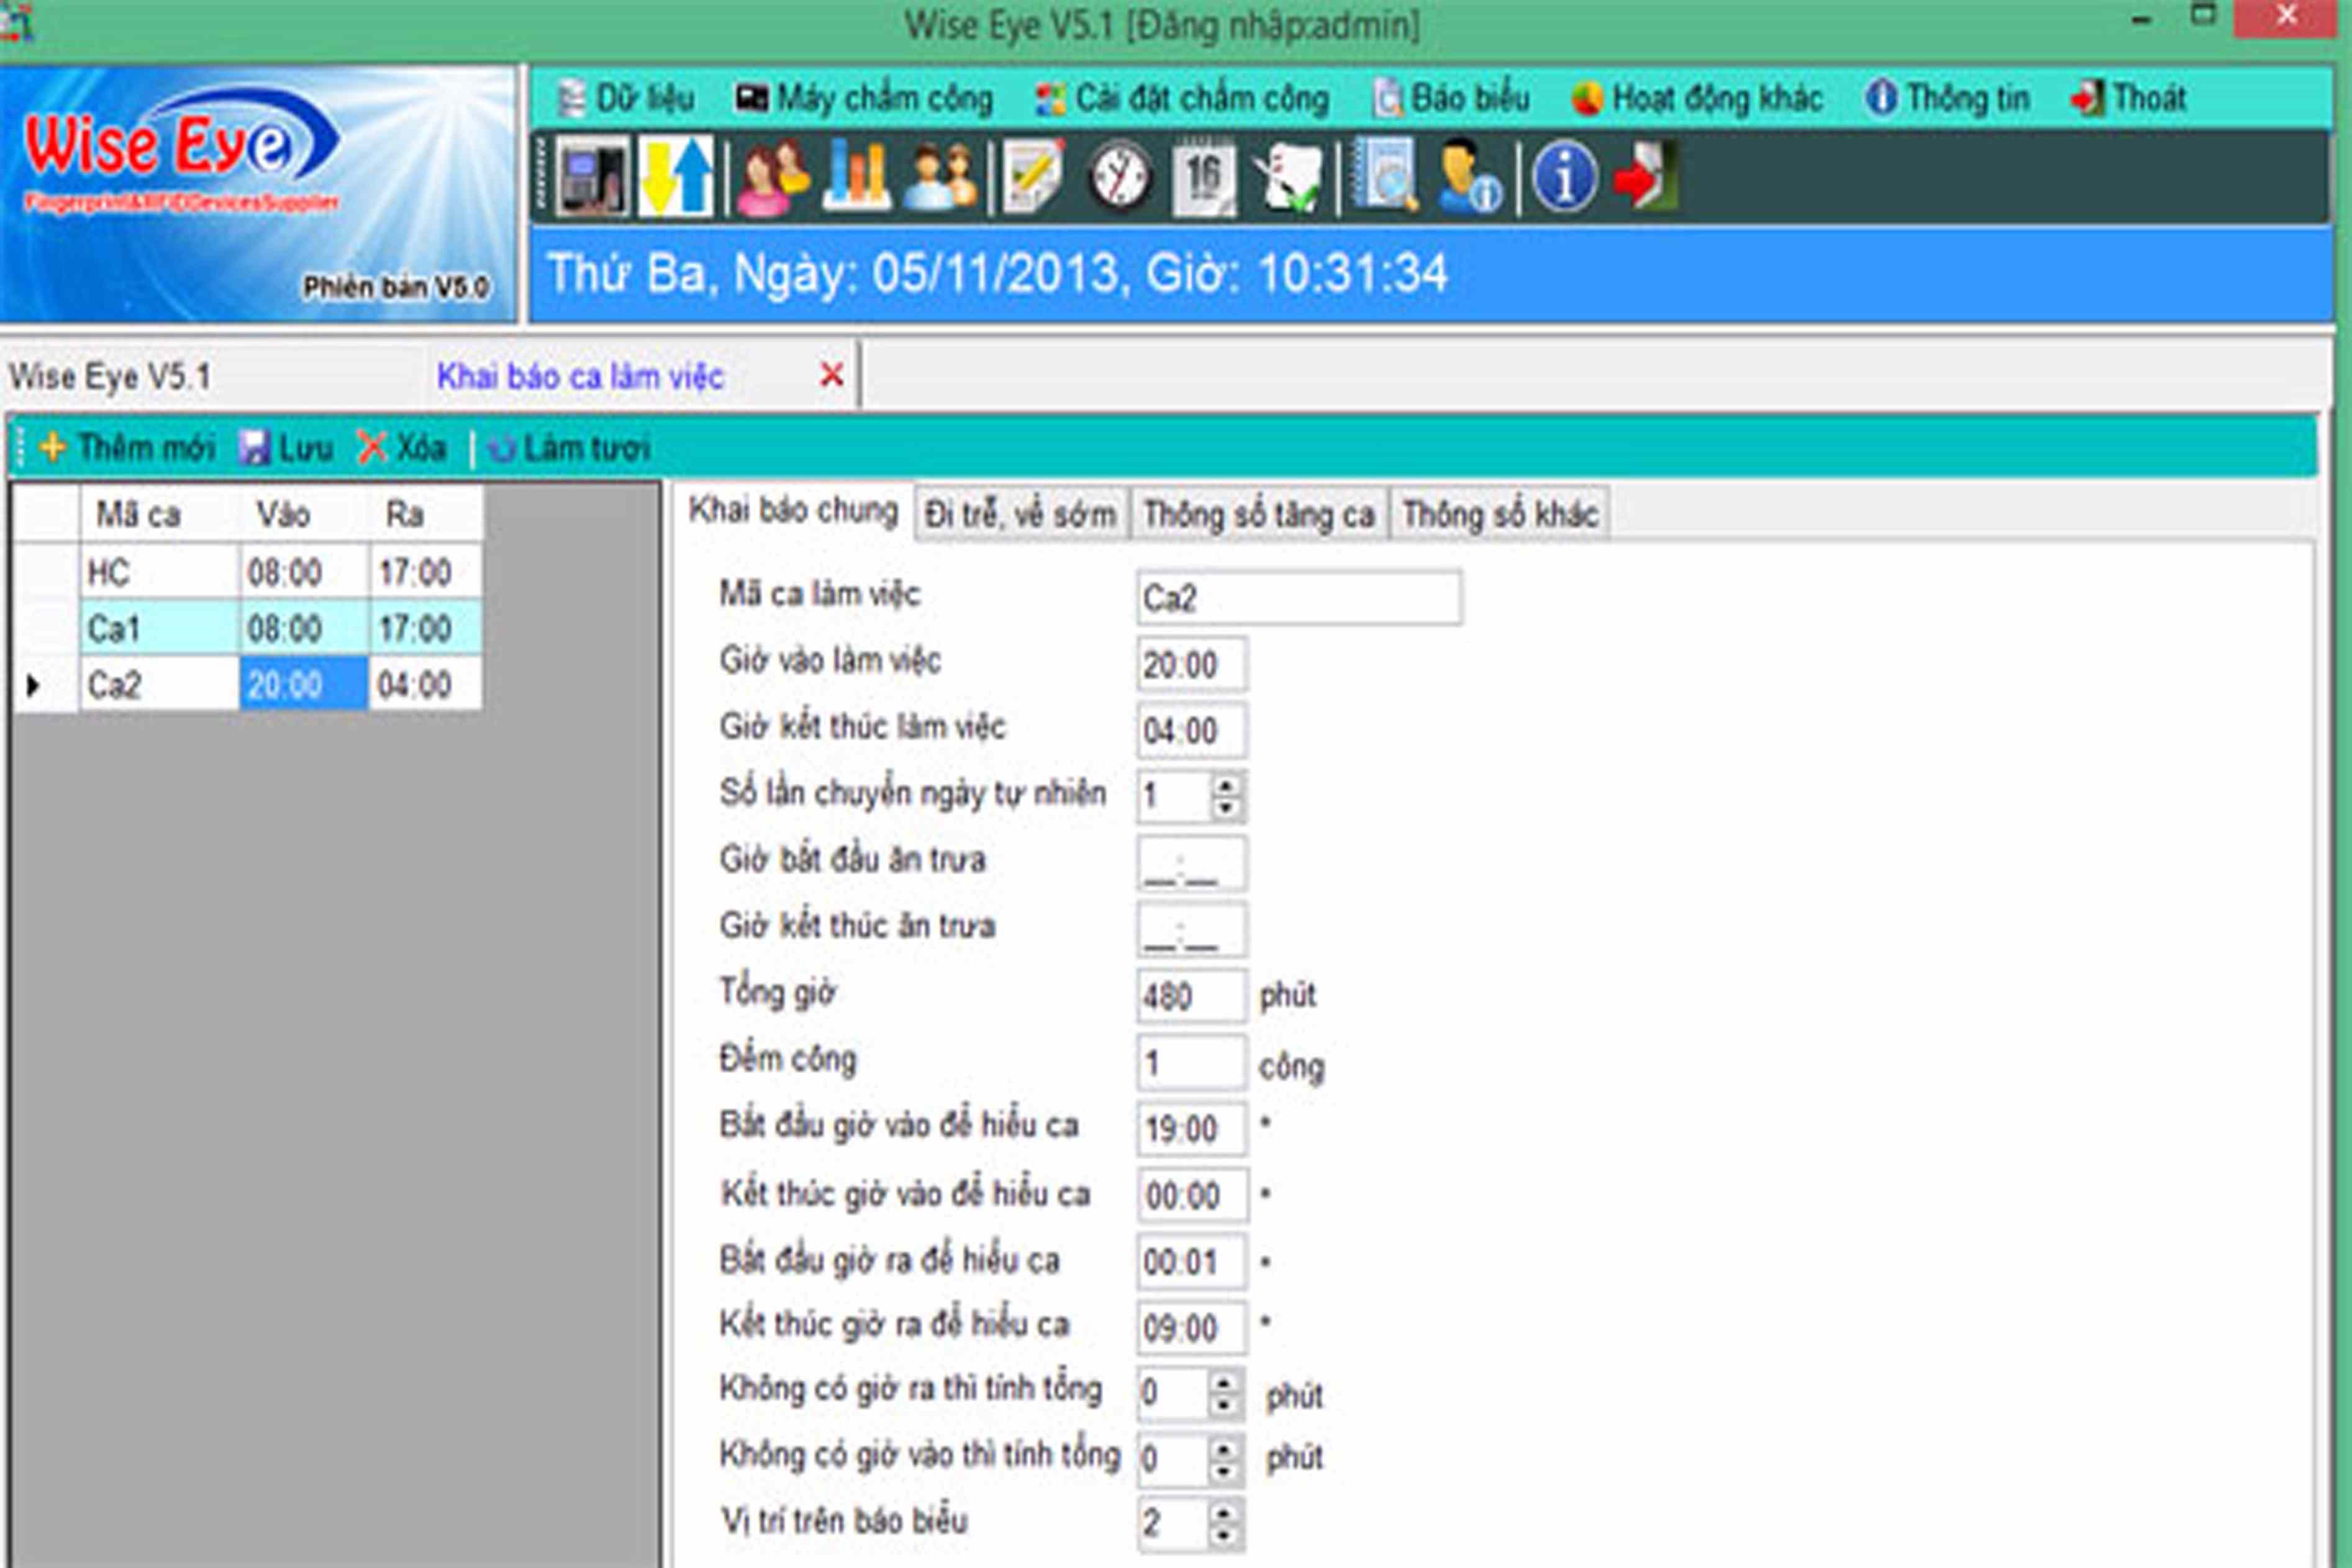 Wise Eye V5.1 [Đăng nhập:admin]
Wise Eye
Fingerprint&RFIDDevicesSupplier
Phiên bản V5.0
Dữ liệu Máy chấm công Cài đặt chấm công Báo biểu Hoạt động khác Thông tin Thoát
16
Thứ Ba, Ngày: 05/11/2013, Giờ: 10:31:34
Wise Eye V5.1 Khai báo ca làm việc
Thêm mới Lưu Xóa Làm tươi
Mã ca Vào Ra
HC 08:00 17:00
Ca1 08:00 17:00
Ca2 20:00 04:00
Khai báo chung Đi trễ, về sớm Thông số tăng ca Thông số khác
Mã ca làm việc Ca2
Giờ vào làm việc 20:00
Giờ kết thúc làm việc 04:00
Số lần chuyển ngày tự nhiên 1
Giờ bắt đầu ăn trưa __:__
Giờ kết thúc ăn trưa __:__
Tổng giờ 480 phút
Đếm công 1 công
Bắt đầu giờ vào để hiểu ca 19:00 *
Kết thúc giờ vào để hiểu ca 00:00 *
Bắt đầu giờ ra để hiểu ca 00:01 *
Kết thúc giờ ra để hiểu ca 09:00 *
Không có giờ ra thì tính tổng 0 phút
Không có giờ vào thì tính tổng 0 phút
Vị trí trên báo biểu 2